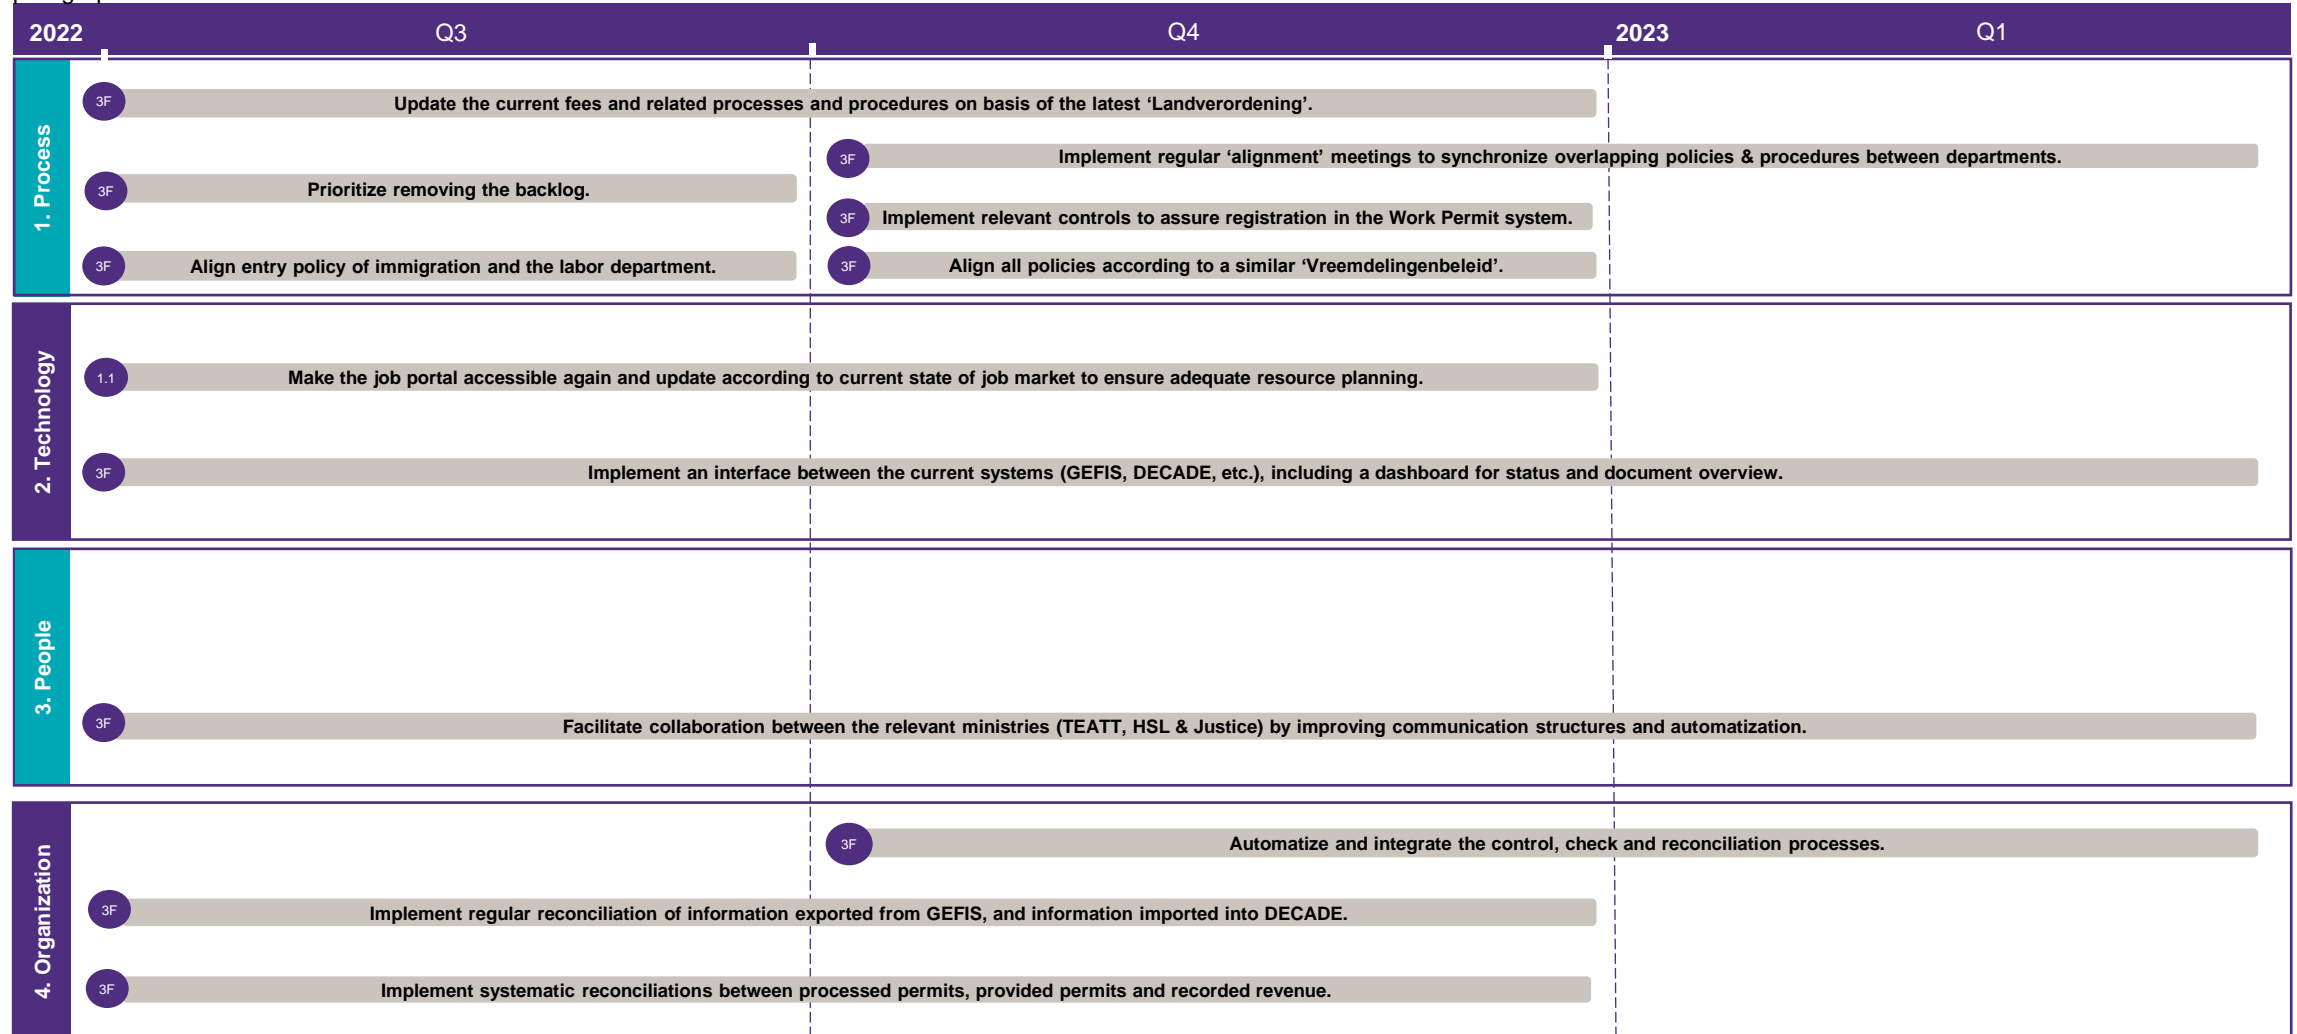 2022 Q3 Q4 2023 Q1
1. Process
3F Update the current fees and related processes and procedures on basis of the latest ‘Landverordening’.
3F Implement regular ‘alignment’ meetings to synchronize overlapping policies & procedures between departments.
3F Prioritize removing the backlog.
3F Implement relevant controls to assure registration in the Work Permit system.
3F Align entry policy of immigration and the labor department.
3F Align all policies according to a similar ‘Vreemdelingenbeleid’.
2. Technology
1.1 Make the job portal accessible again and update according to current state of job market to ensure adequate resource planning.
3F Implement an interface between the current systems (GEFIS, DECADE, etc.), including a dashboard for status and document overview.
3. People
3F Facilitate collaboration between the relevant ministries (TEATT, HSL & Justice) by improving communication structures and automatization.
4. Organization
3F Automatize and integrate the control, check and reconciliation processes.
3F Implement regular reconciliation of information exported from GEFIS, and information imported into DECADE.
3F Implement systematic reconciliations between processed permits, provided permits and recorded revenue.